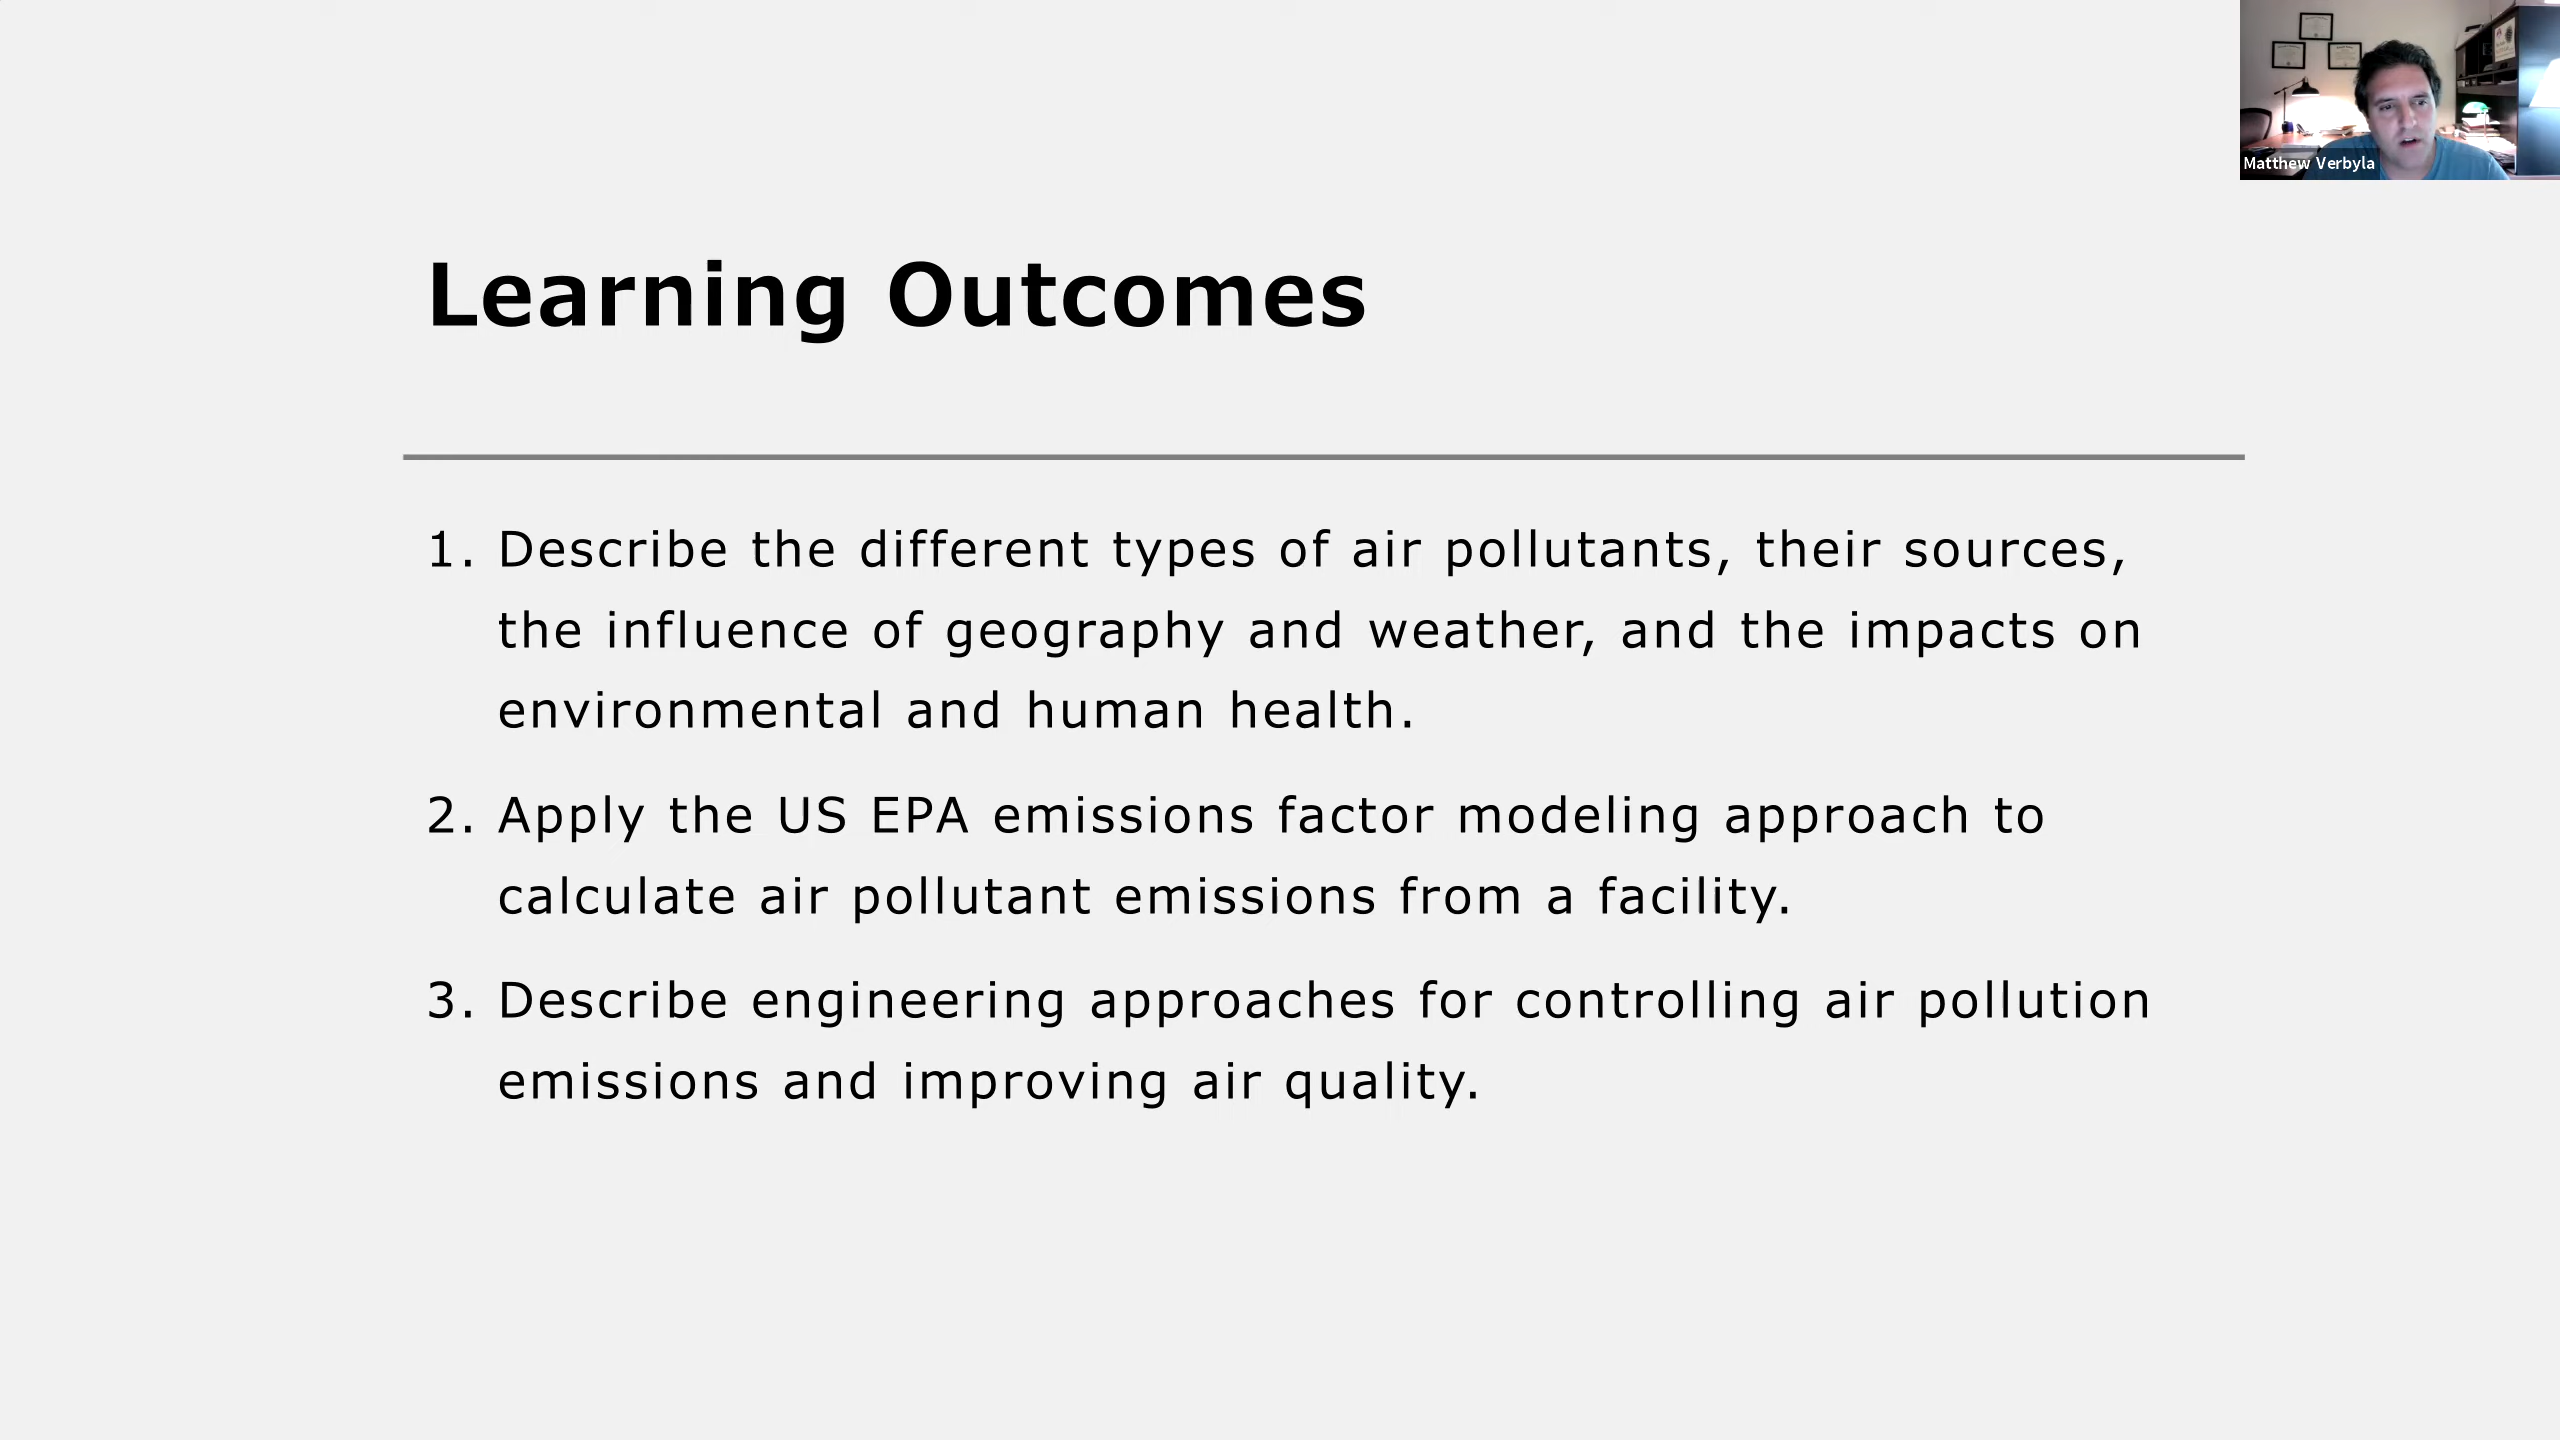 Matthew Verbyla
Learning Outcomes
1. Describe the different types of air pollutants, their sources,
the influence of geography and weather, and the impacts on
environmental and human health.
2. Apply the US EPA emissions factor modeling approach to
calculate air pollutant emissions from a facility.
3. Describe engineering approaches for controlling air pollution
emissions and improving air quality.